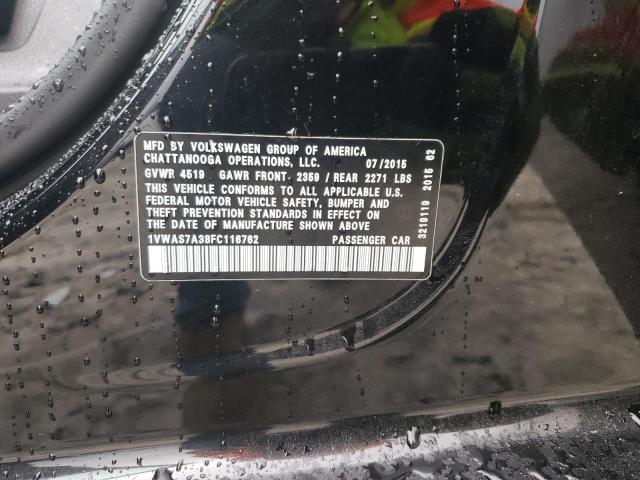 MFD BY VOLKSWAGEN GROUP OF AMERICA
CHATTANOOGA OPERATIONS, LLC. 07/2015
GVWR 4519 GAWR FRONT 2359 / REAR 2271 LBS
THIS VEHICLE CONFORMS TO ALL APPLICABLE U.S.
FEDERAL MOTOR VEHICLE SAFETY, BUMPER AND
THEFT PREVENTION STANDARDS IN EFFECT ON
THE DATE OF MANUFACTURE SHOWN ABOVE
1VWAS7A38FC116762 PASSENGER CAR
3219119 2015 62